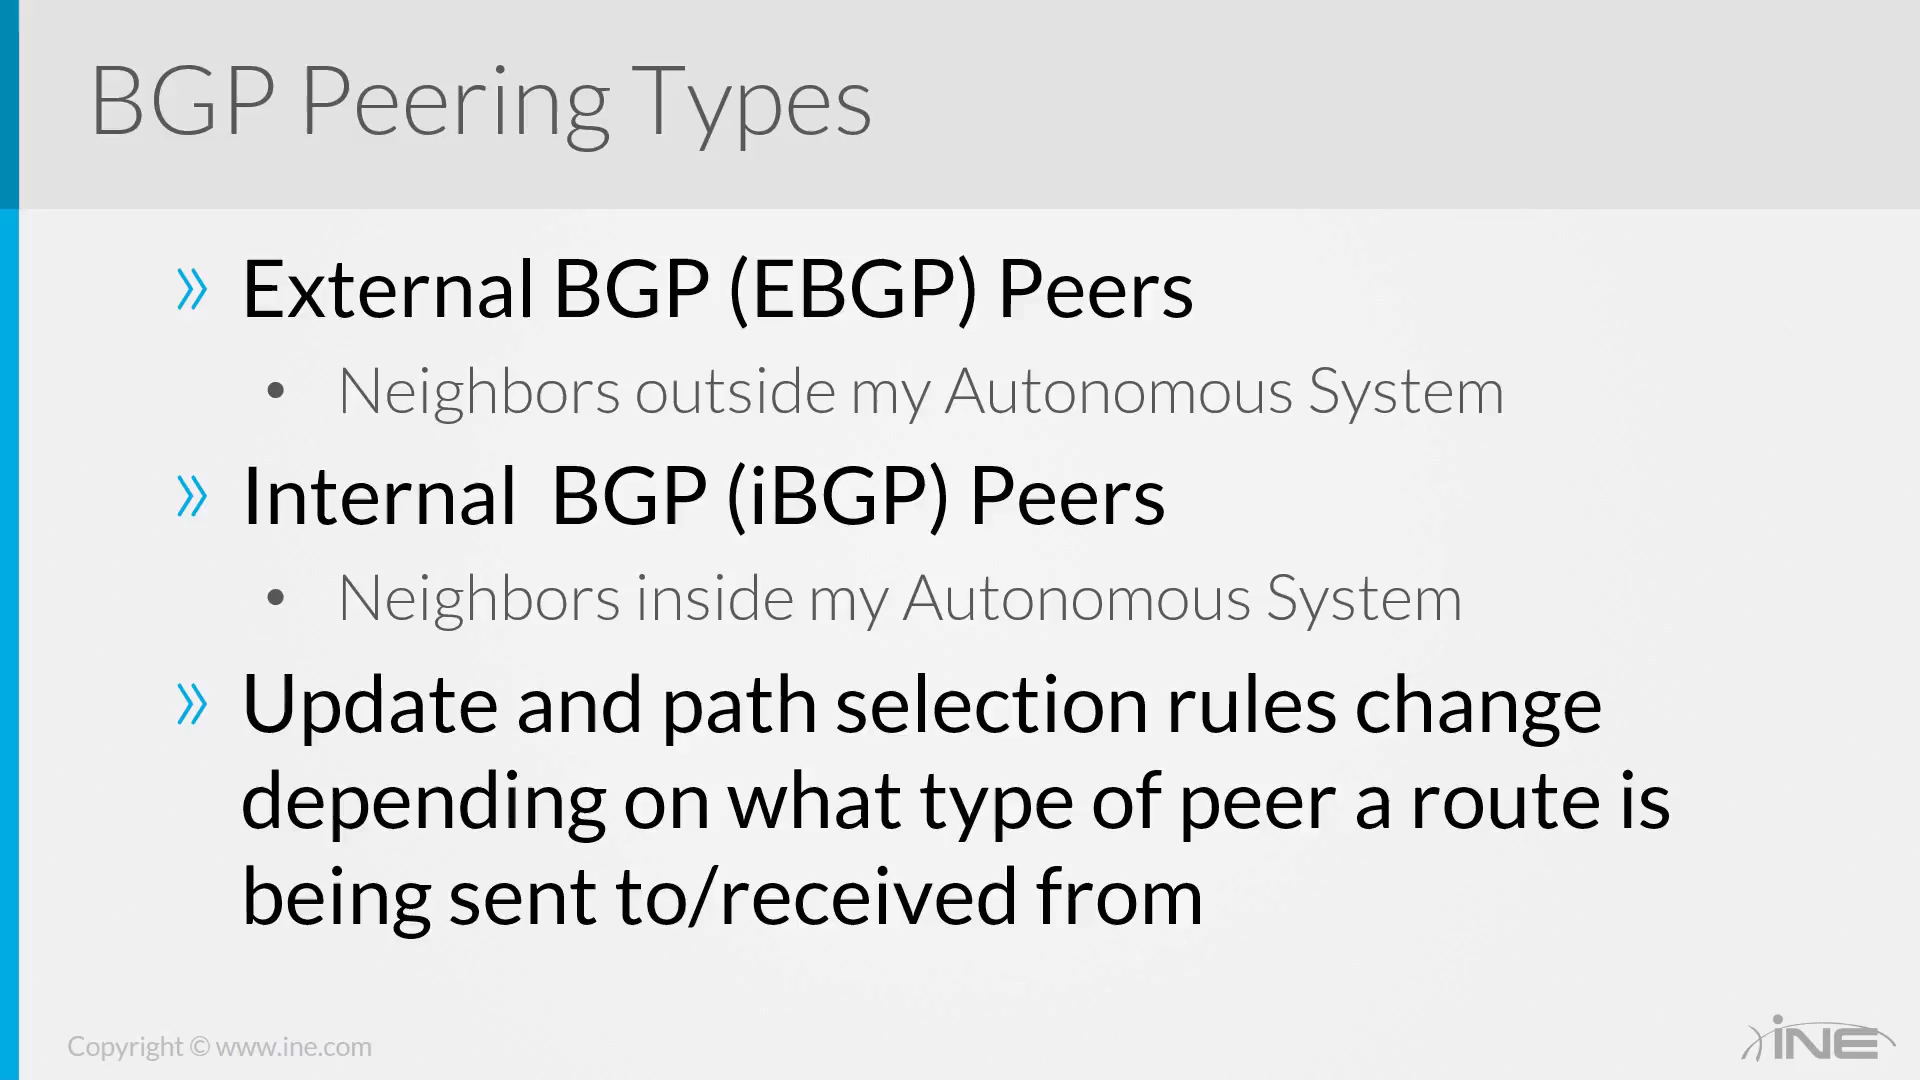 BGP Peering Types
» External BGP (EBGP) Peers
• Neighbors outside my Autonomous System
» Internal  BGP (iBGP) Peers
• Neighbors inside my Autonomous System
» Update and path selection rules change
depending on what type of peer a route is
being sent to/received from
Copyright © www.ine.com
iNE